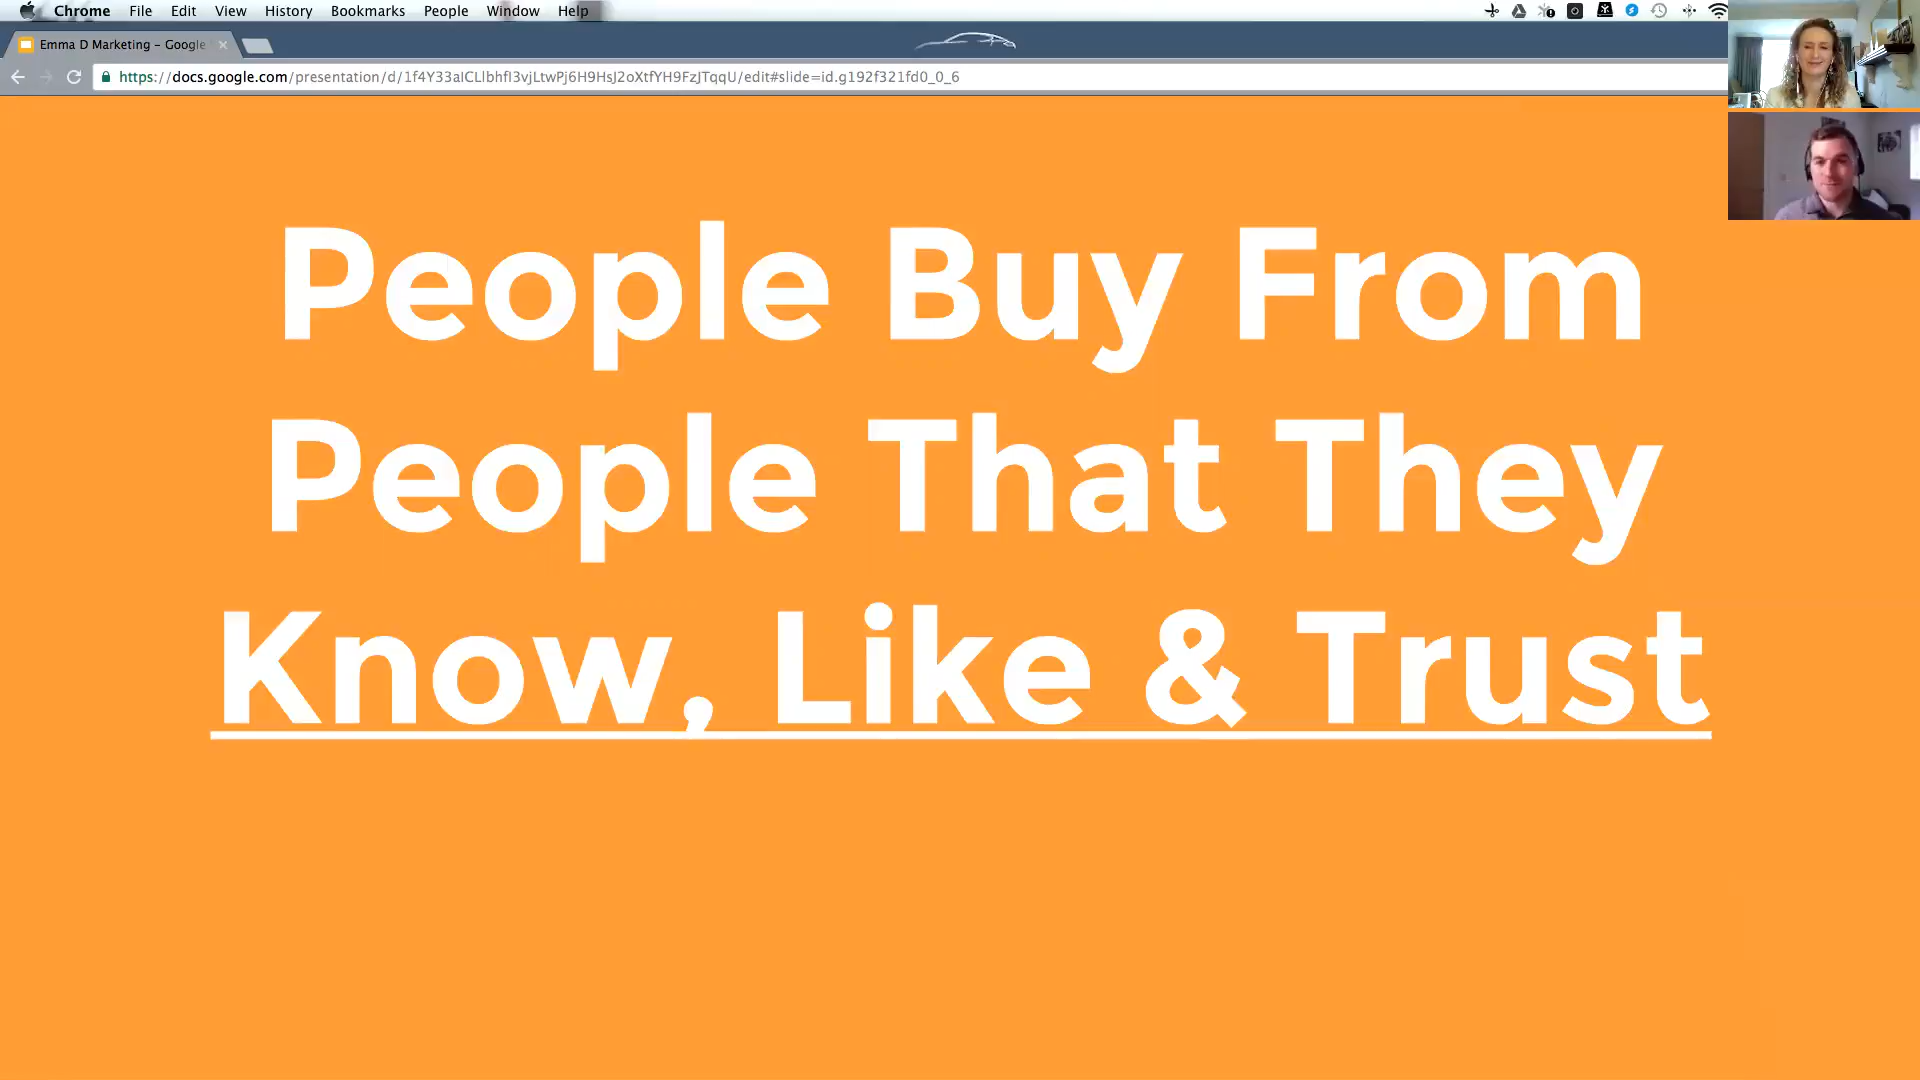 Chrome File Edit View History Bookmarks People Window Help
Emma D Marketing – Google
https://docs.google.com/presentation/d/1f4Y33aICLlbhfI3vjLtwPj6H9HsJ2oXtfYH9FzJTqqU/edit#slide=id.g192f321fd0_0_6
People Buy From
People That They
Know, Like & Trust